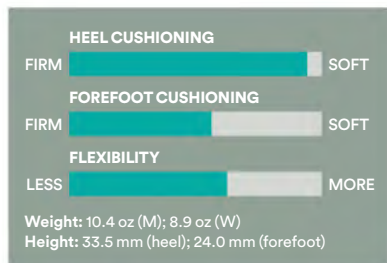 HEEL CUSHIONING
FIRM SOFT
FOREFOOT CUSHIONING
FIRM SOFT
FLEXIBILITY
LESS MORE
Weight: 10.4 oz (M); 8.9 oz (W)
Height: 33.5 mm (heel); 24.0 mm (forefoot)